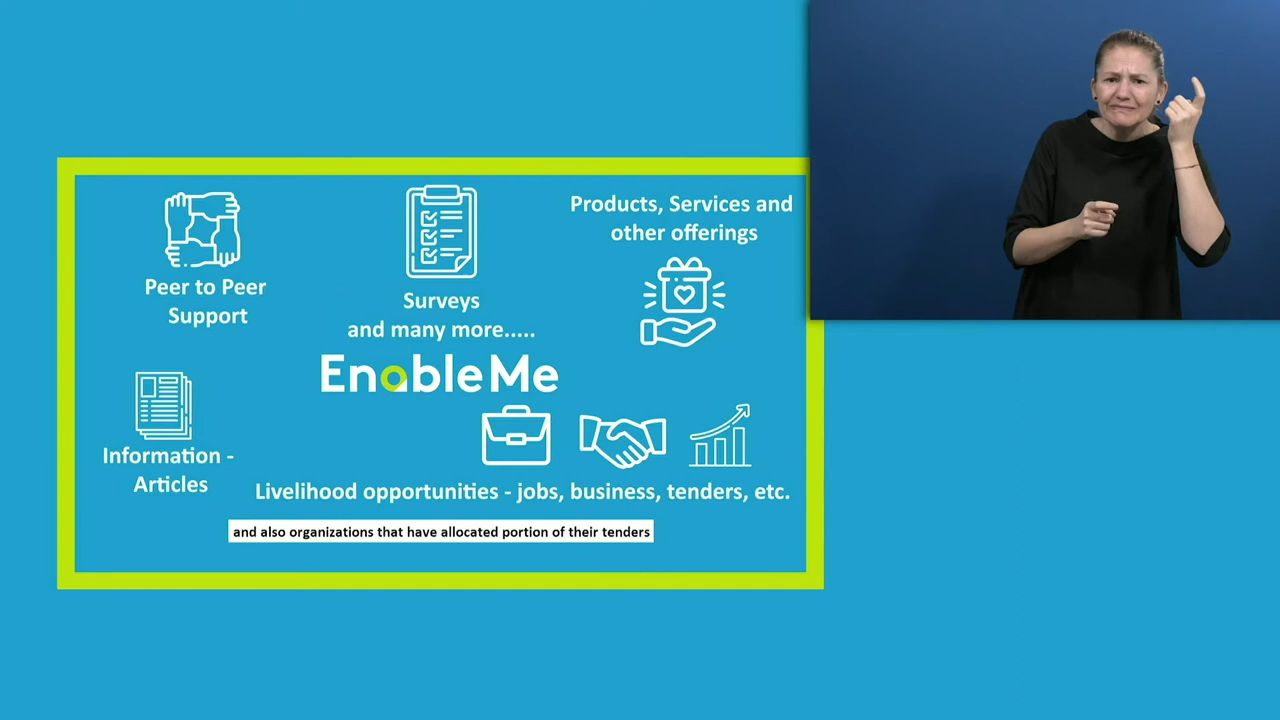 Peer to Peer
Support
Surveys
and many more.....
Products, Services and
other offerings
EnableMe
Information -
Articles
Livelihood opportunities - jobs, business, tenders, etc.
and also organizations that have allocated portion of their tenders